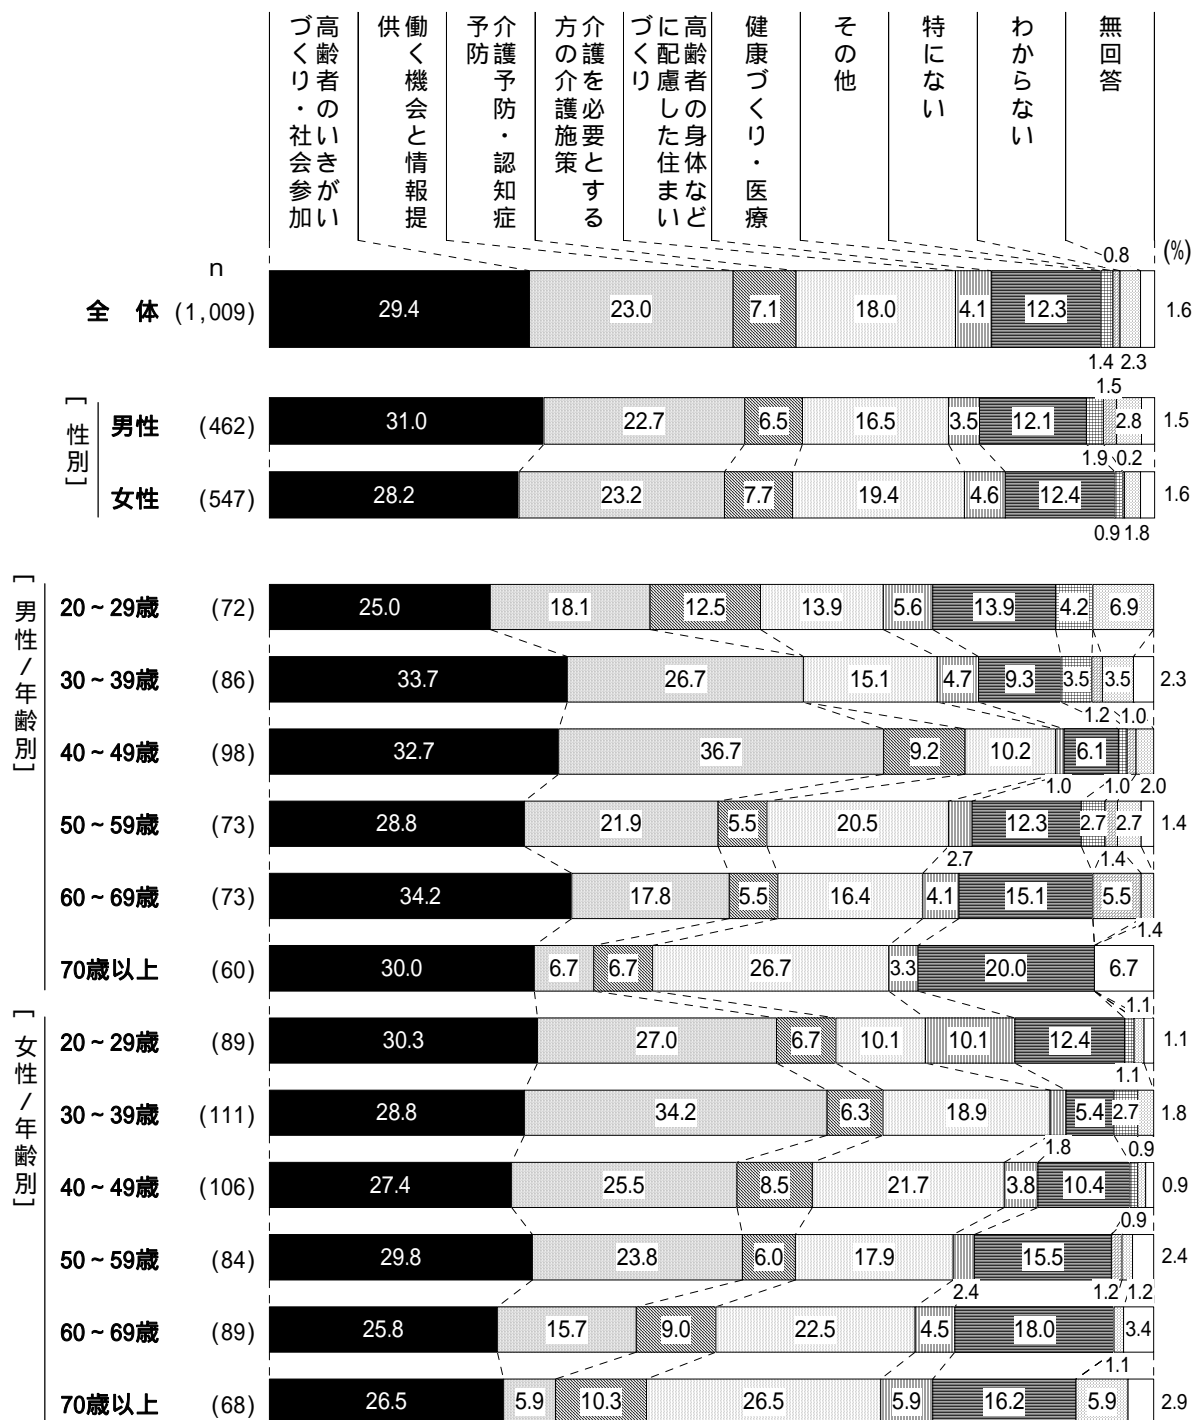 高齢者のいきがい
づくり・社会参加
働く機会と情報提
供
介護予防・認知症
予防
介護を必要とする
方の介護施策
高齢者の身体など
に配慮した住まい
づくり
健康づくり・医療
その他
特にない
わからない
無回答
(%)
n
0.8
全 体 (1,009) 29.4 23.0 7.1 18.0 4.1 12.3 1.6
1.4 2.3
[性別]
1.5
男性 (462) 31.0 22.7 6.5 16.5 3.5 12.1 2.8 1.5
1.9 0.2
女性 (547) 28.2 23.2 7.7 19.4 4.6 12.4 1.6
0.9 1.8
[男性/年齢別]
20~29歳 (72) 25.0 18.1 12.5 13.9 5.6 13.9 4.2 6.9
30~39歳 (86) 33.7 26.7 15.1 4.7 9.3 3.5 3.5 2.3
1.2 1.0
40~49歳 (98) 32.7 36.7 9.2 10.2 6.1
1.0 1.0 2.0
50~59歳 (73) 28.8 21.9 5.5 20.5 12.3 2.7 2.7 1.4
2.7 1.4
60~69歳 (73) 34.2 17.8 5.5 16.4 4.1 15.1 5.5
1.4
70歳以上 (60) 30.0 6.7 6.7 26.7 3.3 20.0 6.7
[女性/年齢別]
1.1
20~29歳 (89) 30.3 27.0 6.7 10.1 10.1 12.4 1.1
1.1
30~39歳 (111) 28.8 34.2 6.3 18.9 5.4 2.7 1.8
1.8 0.9
40~49歳 (106) 27.4 25.5 8.5 21.7 3.8 10.4 0.9
0.9
50~59歳 (84) 29.8 23.8 6.0 17.9 15.5 2.4
2.4 1.2 1.2
60~69歳 (89) 25.8 15.7 9.0 22.5 4.5 18.0 3.4
1.1
70歳以上 (68) 26.5 5.9 10.3 26.5 5.9 16.2 5.9 2.9